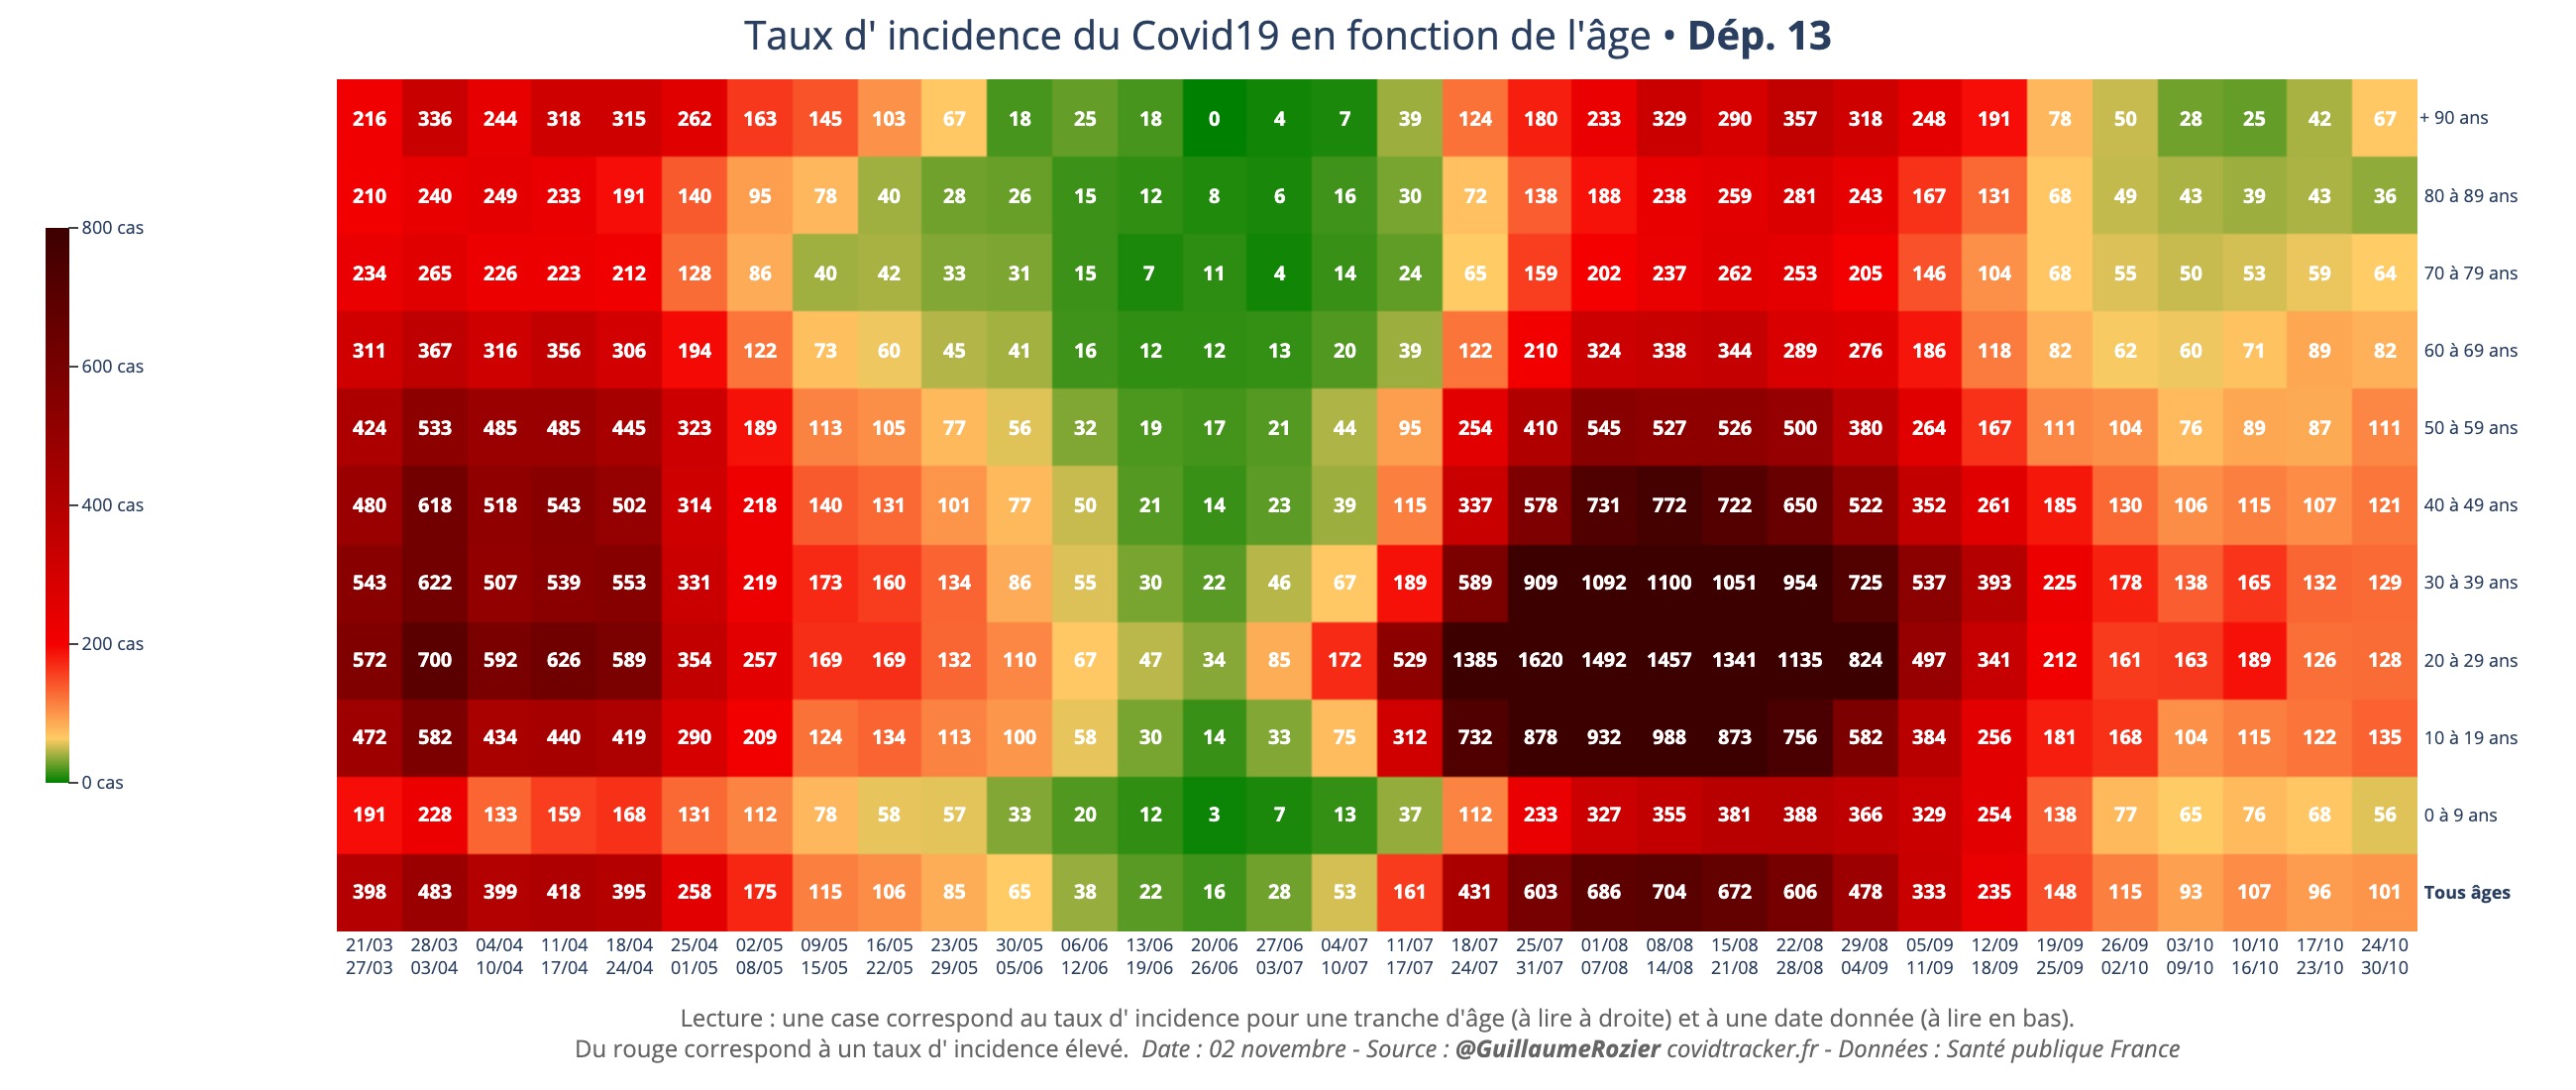 Taux d' incidence du Covid19 en fonction de l'âge • Dép. 13
800 cas
600 cas
400 cas
200 cas
0 cas
216 336 244 318 315 262 163 145 103 67 18 25 18 0 4 7 39 124 180 233 329 290 357 318 248 191 78 50 28 25 42 67 + 90 ans
210 240 249 233 191 140 95 78 40 28 26 15 12 8 6 16 30 72 138 188 238 259 281 243 167 131 68 49 43 39 43 36 80 à 89 ans
234 265 226 223 212 128 86 40 42 33 31 15 7 11 4 14 24 65 159 202 237 262 253 205 146 104 68 55 50 53 59 64 70 à 79 ans
311 367 316 356 306 194 122 73 60 45 41 16 12 12 13 20 39 122 210 324 338 344 289 276 186 118 82 62 60 71 89 82 60 à 69 ans
424 533 485 485 445 323 189 113 105 77 56 32 19 17 21 44 95 254 410 545 527 526 500 380 264 167 111 104 76 89 87 111 50 à 59 ans
480 618 518 543 502 314 218 140 131 101 77 50 21 14 23 39 115 337 578 731 772 722 650 522 352 261 185 130 106 115 107 121 40 à 49 ans
543 622 507 539 553 331 219 173 160 134 86 55 30 22 46 67 189 589 909 1092 1100 1051 954 725 537 393 225 178 138 165 132 129 30 à 39 ans
572 700 592 626 589 354 257 169 169 132 110 67 47 34 85 172 529 1385 1620 1492 1457 1341 1135 824 497 341 212 161 163 189 126 128 20 à 29 ans
472 582 434 440 419 290 209 124 134 113 100 58 30 14 33 75 312 732 878 932 988 873 756 582 384 256 181 168 104 115 122 135 10 à 19 ans
191 228 133 159 168 131 112 78 58 57 33 20 12 3 7 13 37 112 233 327 355 381 388 366 329 254 138 77 65 76 68 56 0 à 9 ans
398 483 399 418 395 258 175 115 106 85 65 38 22 16 28 53 161 431 603 686 704 672 606 478 333 235 148 115 93 107 96 101 Tous âges
21/03 28/03 04/04 11/04 18/04 25/04 02/05 09/05 16/05 23/05 30/05 06/06 13/06 20/06 27/06 04/07 11/07 18/07 25/07 01/08 08/08 15/08 22/08 29/08 05/09 12/09 19/09 26/09 03/10 10/10 17/10 24/10
27/03 03/04 10/04 17/04 24/04 01/05 08/05 15/05 22/05 29/05 05/06 12/06 19/06 26/06 03/07 10/07 17/07 24/07 31/07 07/08 14/08 21/08 28/08 04/09 11/09 18/09 25/09 02/10 09/10 16/10 23/10 30/10
Lecture : une case correspond au taux d' incidence pour une tranche d'âge (à lire à droite) et à une date donnée (à lire en bas).
Du rouge correspond à un taux d' incidence élevé. Date : 02 novembre - Source : @GuillaumeRozier covidtracker.fr - Données : Santé publique France